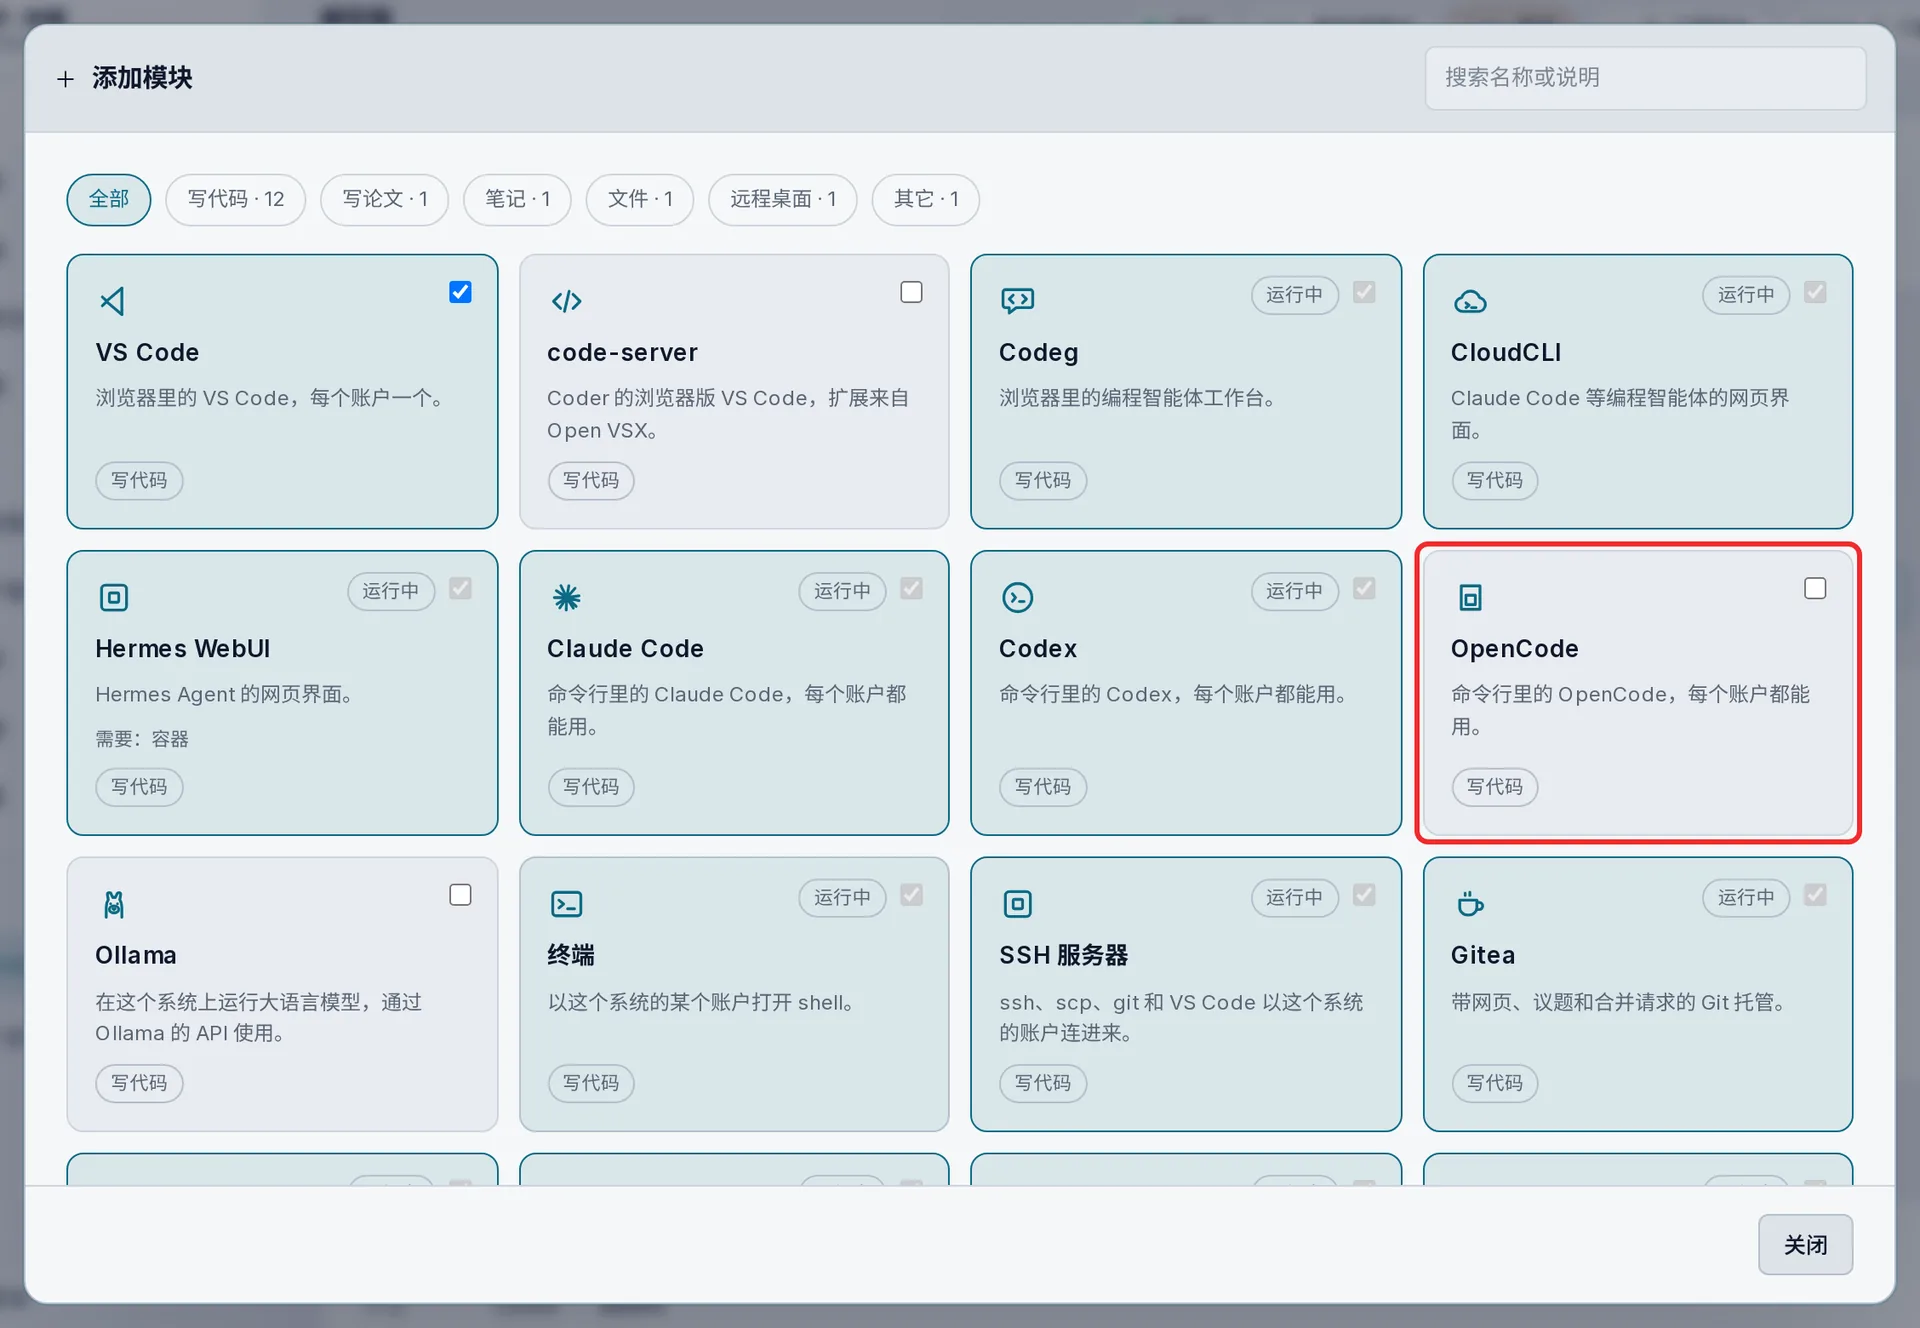 + 添加模块
搜索名称或说明
全部
写代码 · 12
写论文 · 1
笔记 · 1
文件 · 1
远程桌面 · 1
其它 · 1
VS Code
浏览器里的 VS Code，每个账户一个。
写代码
code-server
Coder 的浏览器版 VS Code，扩展来自
Open VSX。
写代码
运行中
Codeg
浏览器里的编程智能体工作台。
写代码
运行中
CloudCLI
Claude Code 等编程智能体的网页界
面。
写代码
运行中
Hermes WebUI
Hermes Agent 的网页界面。
需要：容器
写代码
运行中
Claude Code
命令行里的 Claude Code，每个账户都
能用。
写代码
运行中
Codex
命令行里的 Codex，每个账户都能用。
写代码
OpenCode
命令行里的 OpenCode，每个账户都能
用。
写代码
Ollama
在这个系统上运行大语言模型，通过
Ollama 的 API 使用。
写代码
运行中
终端
以这个系统的某个账户打开 shell。
写代码
运行中
SSH 服务器
ssh、scp、git 和 VS Code 以这个系统
的账户连进来。
写代码
运行中
Gitea
带网页、议题和合并请求的 Git 托管。
写代码
关闭